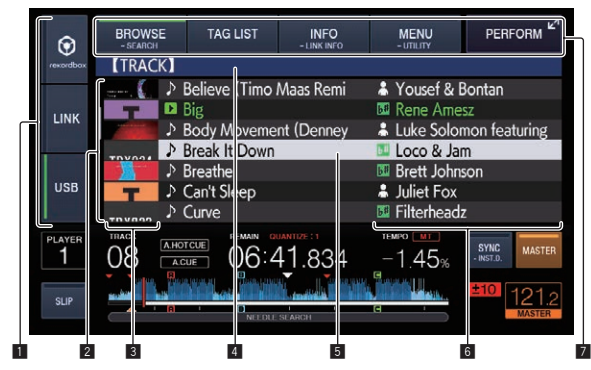 BROWSE
- SEARCH
TAG LIST
INFO
- LINK INFO
MENU
- UTILITY
PERFORM
rekordbox
LINK
USB
【TRACK】
Believe (Timo Maas Remi
Yousef & Bontan
Big
Rene Amesz
Body Movement (Denney
Luke Solomon featuring
Break It Down
Loco & Jam
Breathe
Brett Johnson
Can't Sleep
Juliet Fox
Curve
Filterheadz
PLAYER
1
SLIP
TRACK
08
A.HOT CUE
A.CUE
REMAIN
QUANTIZE : 1
06:41.834
TEMPO
MT
-1.45%
SYNC
- INST.D.
MASTER
±10
121.2
MASTER
NEEDLE SEARCH
1
2
3
4
5
6
7